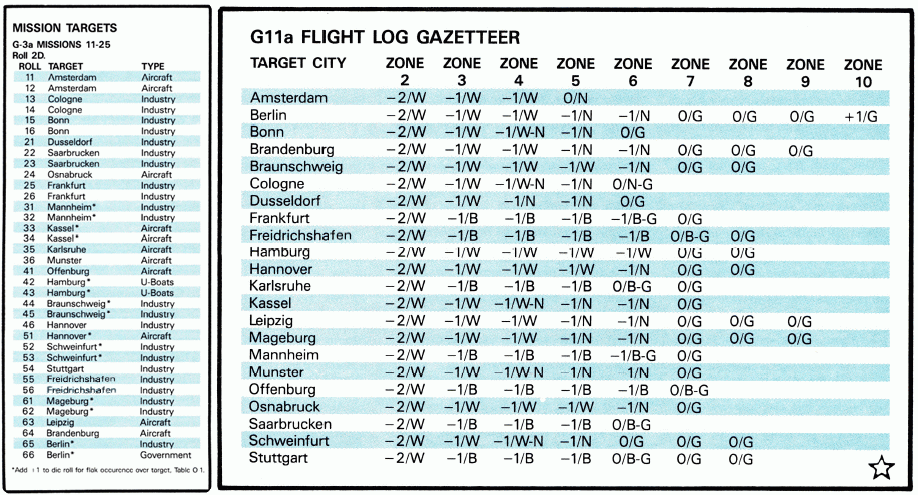 MISSION TARGETS
G-3a MISSIONS 11-25
Roll 2D.
ROLL TARGET TYPE
11 Amsterdam Aircraft
12 Amsterdam Aircraft
13 Cologne Industry
14 Cologne Industry
15 Bonn Industry
16 Bonn Industry
21 Dusseldorf Industry
22 Saarbrucken Industry
23 Saarbrucken Industry
24 Osnabruck Aircraft
25 Frankfurt Industry
26 Frankfurt Industry
31 Mannheim* Industry
32 Mannheim* Industry
33 Kassel* Aircraft
34 Kassel* Aircraft
35 Karlsruhe Aircraft
36 Munster Aircraft
41 Offenburg Aircraft
42 Hamburg* U-Boats
43 Hamburg* U-Boats
44 Braunschweig* Industry
45 Braunschweig* Industry
46 Hannover Industry
51 Hannover* Aircraft
52 Schweinfurt* Industry
53 Schweinfurt* Industry
54 Stuttgart Industry
55 Freidrichshafen Industry
56 Freidrichshafen Industry
61 Mageburg* Industry
62 Mageburg* Industry
63 Leipzig Aircraft
64 Brandenburg Aircraft
65 Berlin* Industry
66 Berlin* Government
*Add +1 to die roll for flak occurence over target, Table O 1.
G11a FLIGHT LOG GAZETTEER
TARGET CITY ZONE ZONE ZONE ZONE ZONE ZONE ZONE ZONE ZONE
2 3 4 5 6 7 8 9 10
Amsterdam −2/W −1/W −1/W 0/N
Berlin −2/W −1/W −1/W −1/N −1/N 0/G 0/G 0/G +1/G
Bonn −2/W −1/W −1/W-N −1/N 0/G
Brandenburg −2/W −1/W −1/W −1/N −1/N 0/G 0/G 0/G
Braunschweig −2/W −1/W −1/W −1/W −1/N 0/G 0/G
Cologne −2/W −1/W −1/W-N −1/N 0/N-G
Dusseldorf −2/W −1/W −1/N −1/N 0/G
Frankfurt −2/W −1/B −1/B −1/B −1/B-G 0/G
Freidrichshafen −2/W −1/B −1/B −1/B −1/B 0/B-G 0/G
Hamburg −2/W −1/W −1/W −1/W −1/W 0/G 0/G
Hannover −2/W −1/W −1/W −1/W −1/N 0/G 0/G
Karlsruhe −2/W −1/B −1/B −1/B 0/B-G 0/G
Kassel −2/W −1/W −1/W-N −1/N −1/N 0/G
Leipzig −2/W −1/W −1/W −1/N −1/N 0/G 0/G 0/G
Mageburg −2/W −1/W −1/W −1/N −1/N 0/G 0/G 0/G
Mannheim −2/W −1/B −1/B −1/B −1/B-G 0/G
Munster −2/W −1/W −1/W N −1/N −1/N 0/G
Offenburg −2/W −1/B −1/B −1/B −1/B 0/B-G
Osnabruck −2/W −1/W −1/W −1/W −1/N 0/G
Saarbrucken −2/W −1/B −1/B −1/B 0/B-G
Schweinfurt −2/W −1/W −1/W-N −1/N 0/G 0/G 0/G
Stuttgart −2/W −1/B −1/B −1/B 0/B-G 0/G 0/G